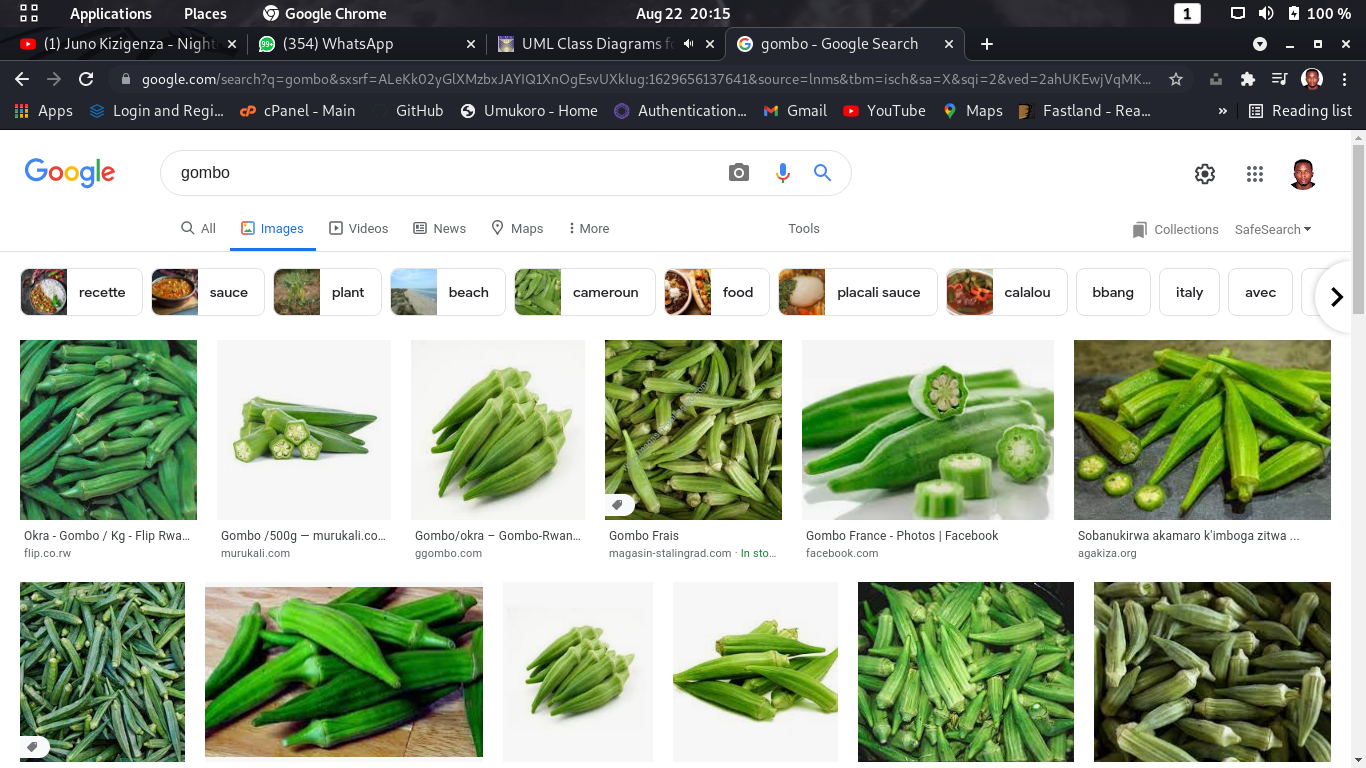 Applications Places Google Chrome Aug 22 20:15 1 100 %
(1) Juno Kizigenza - Night (354) WhatsApp UML Class Diagrams fo gombo - Google Search
google.com/search?q=gombo&sxsrf=ALeKk02yGlXMzbxJAYlQ1XnOgEsvUXkIug:1629656137641&source=lnms&tbm=isch&sa=X&sqi=2&ved=2ahUKEwjVqMK...
Apps Login and Regi... cPanel - Main GitHub Umukoro - Home Authentication... Gmail YouTube Maps Fastland - Rea... » Reading list
Google gombo
All Images Videos News Maps More Tools Collections SafeSearch
recette sauce plant beach cameroun food placali sauce calalou bbang italy avec
Okra - Gombo / Kg - Flip Rwa... Gombo /500g — murukali.co... Gombo/okra – Gombo-Rwan... Gombo Frais Gombo France - Photos | Facebook Sobanukirwa akamaro k'imboga zitwa ...
flip.co.rw murukali.com ggombo.com magasin-stalingrad.com · In sto... facebook.com agakiza.org